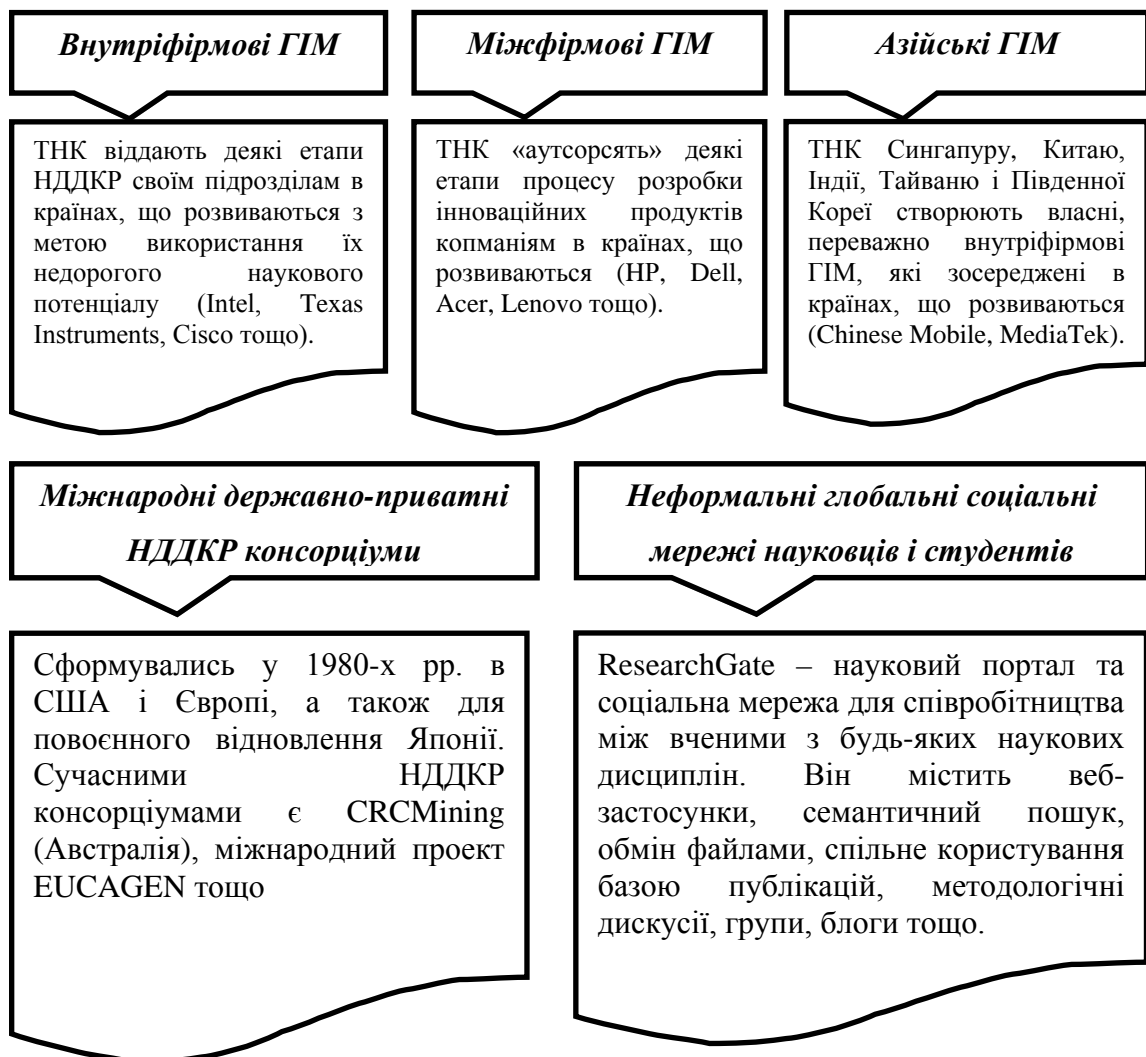 Внутріфірмові ГІМ
ТНК віддають деякі етапи
НДДКР своїм підрозділам в
країнах, що розвиваються з
метою використання їх
недорогого наукового
потенціалу (Intel, Texas
Instruments, Cisco тощо).
Міжфірмові ГІМ
ТНК «аутсорсять» деякі
етапи процесу розробки
інноваційних продуктів
копманіям в країнах, що
розвиваються (HP, Dell,
Acer, Lenovo тощо).
Азійські ГІМ
ТНК Сингапуру, Китаю,
Індії, Тайваню і Південної
Кореї створюють власні,
переважно внутріфірмові
ГІМ, які зосереджені в
країнах, що розвиваються
(Chinese Mobile, MediaTek).
Міжнародні державно-приватні
НДДКР консорціуми
Сформувались у 1980-х рр. в
США і Європі, а також для
повоєнного відновлення Японії.
Сучасними НДДКР
консорціумами є CRCMining
(Австралія), міжнародний проект
EUCAGEN тощо
Неформальні глобальні соціальні
мережі науковців і студентів
ResearchGate – науковий портал та
соціальна мережа для співробітництва
між вченими з будь-яких наукових
дисциплін. Він містить веб-
застосунки, семантичний пошук,
обмін файлами, спільне користування
базою публікацій, методологічні
дискусії, групи, блоги тощо.